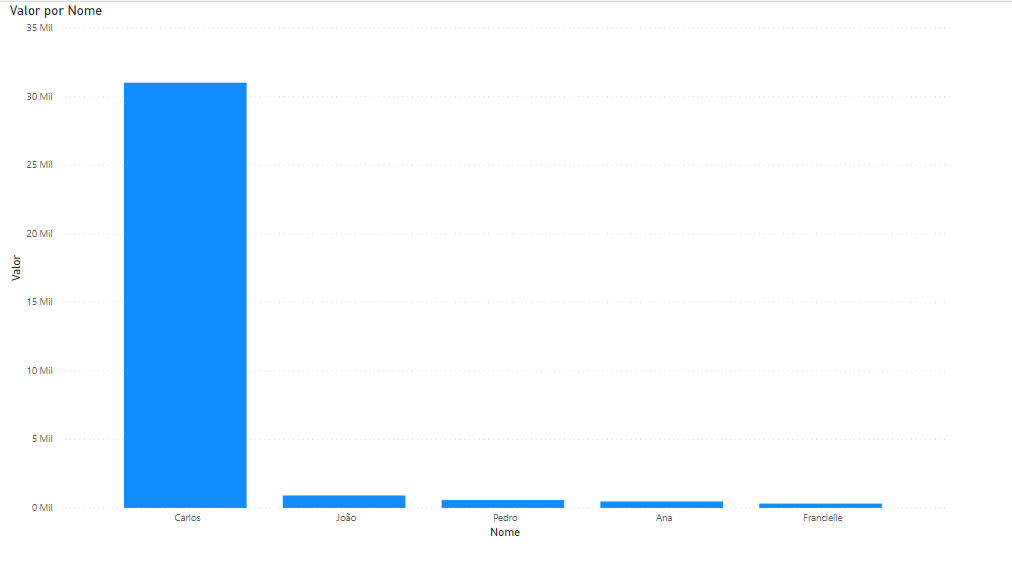 Valor por Nome
35 Mil
30 Mil
25 Mil
20 Mil
15 Mil
10 Mil
5 Mil
0 Mil
Valor
Carlos João Pedro Ana Francielle
Nome